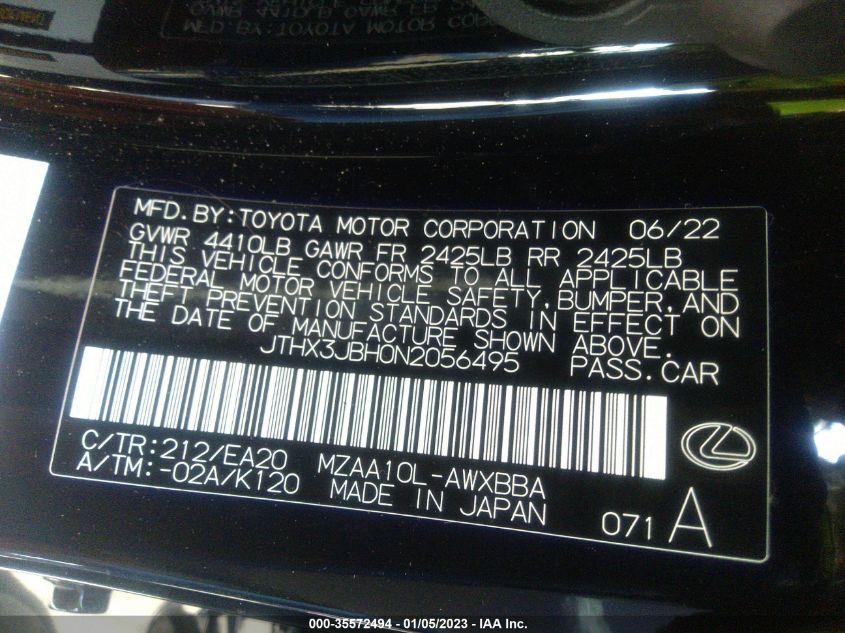 MFD.BY:TOYOTA MOTOR CORPORATION 06/22
GVWR 4410LB GAWR FR 2425LB RR 2425LB
THIS VEHICLE CONFORMS TO ALL APPLICABLE
FEDERAL MOTOR VEHICLE SAFETY,BUMPER,AND
THEFT PREVENTION STANDARDS IN EFFECT ON
THE DATE OF MANUFACTURE SHOWN ABOVE.
JTHX3JBH0N2056495 PASS.CAR
C/TR:212/EA20 MZAA10L-AWXBBA
A/TM:-02A/K120 MADE IN JAPAN
071 A
000-35572494 - 01/05/2023 - IAA Inc.